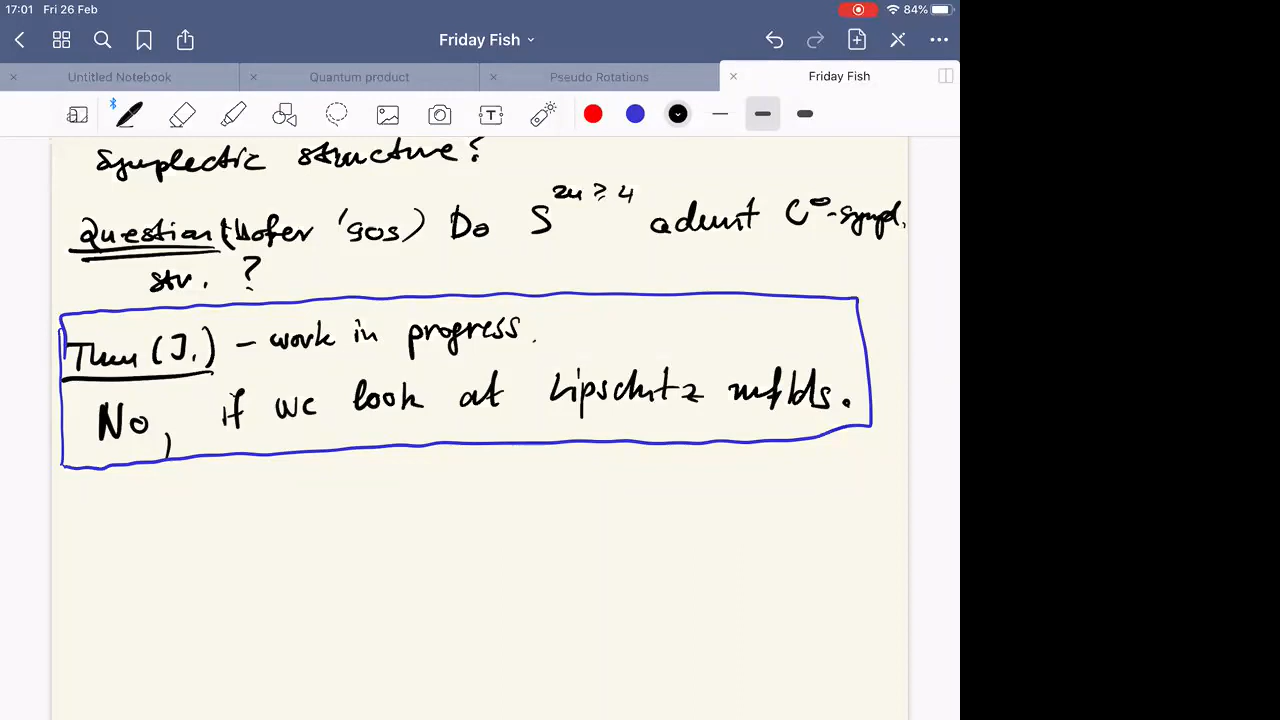 17:01 Fri 26 Feb 84%
Friday Fish
Untitled Notebook Quantum product Pseudo Rotations Friday Fish
T
symplectic structure?
Question (Hofer '90s) Do S^{2n ≥ 4} admit C⁰-sympl.
str. ?
Thm (J.) – work in progress.
No, if we look at Lipschitz mflds.